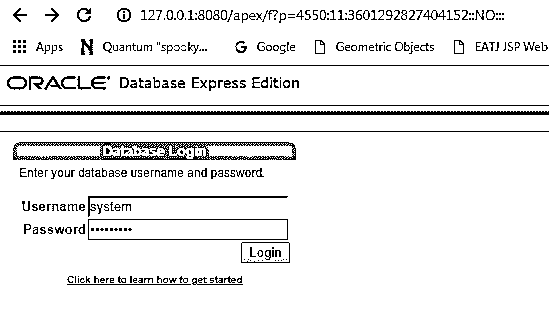 127.0.0.1:8080/apex/f?p=4550:11:3601292827404152::NO:::
Apps N Quantum "spooky... G Google Geometric Objects EATJ JSP Web
ORACLE Database Express Edition
Database Login
Enter your database username and password.
Username system
Password •••••••••
Login
Click here to learn how to get started